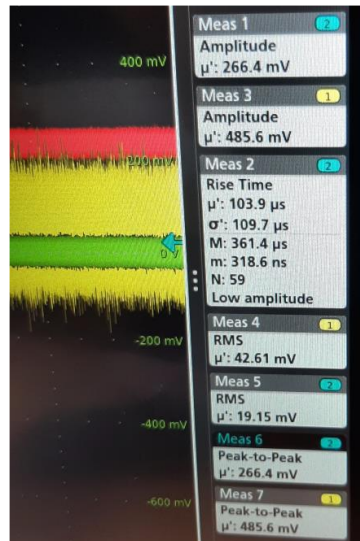 400 mV
200 mV
0 V
-200 mV
-400 mV
-600 mV
Meas 1 2
Amplitude
µ': 266.4 mV
Meas 3 1
Amplitude
µ': 485.6 mV
Meas 2 2
Rise Time
µ': 103.9 µs
σ': 109.7 µs
M: 361.4 µs
m: 318.6 ns
N: 59
Low amplitude
Meas 4 1
RMS
µ': 42.61 mV
Meas 5 2
RMS
µ': 19.15 mV
Meas 6 2
Peak-to-Peak
µ': 266.4 mV
Meas 7 1
Peak-to-Peak
µ': 485.6 mV